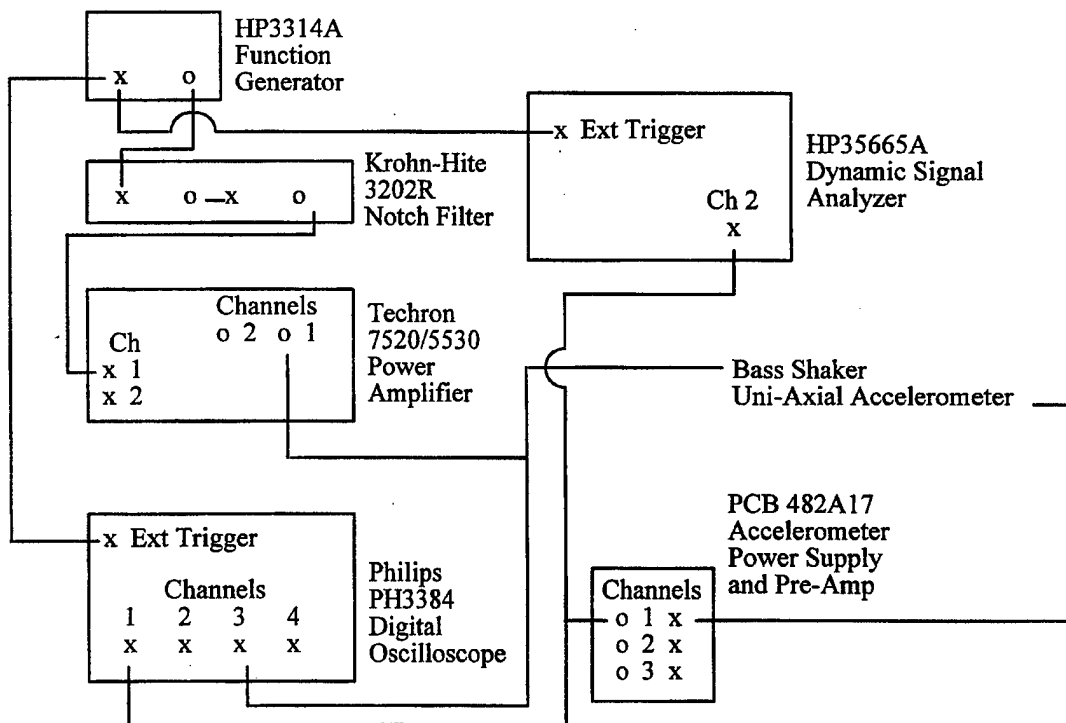 HP3314A
Function
Generator
x o
x Ext Trigger
HP35665A
Dynamic Signal
Analyzer
Ch 2
x
Krohn-Hite
3202R
Notch Filter
x o x o
Channels
o 2 o 1
Ch
x 1
x 2
Techron
7520/5530
Power
Amplifier
Bass Shaker
Uni-Axial Accelerometer
x Ext Trigger
Channels
1 2 3 4
x x x x
Philips
PH3384
Digital
Oscilloscope
PCB 482A17
Accelerometer
Power Supply
and Pre-Amp
Channels
o 1 x
o 2 x
o 3 x